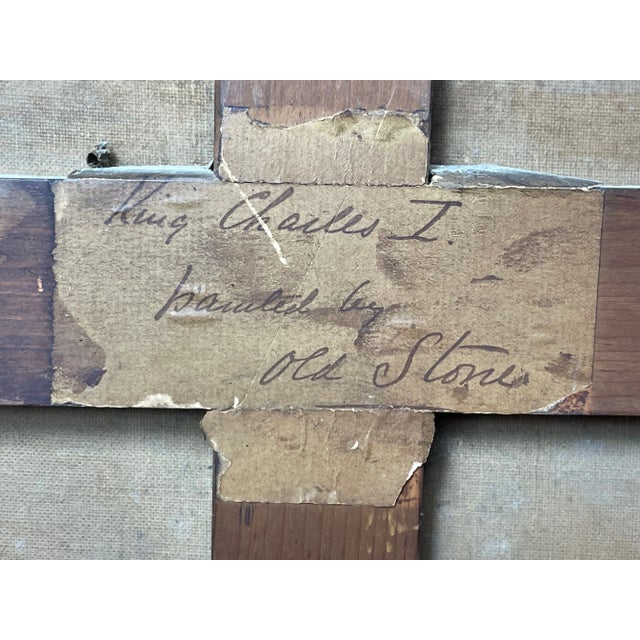 King Charles I.
painted by
Old Stone